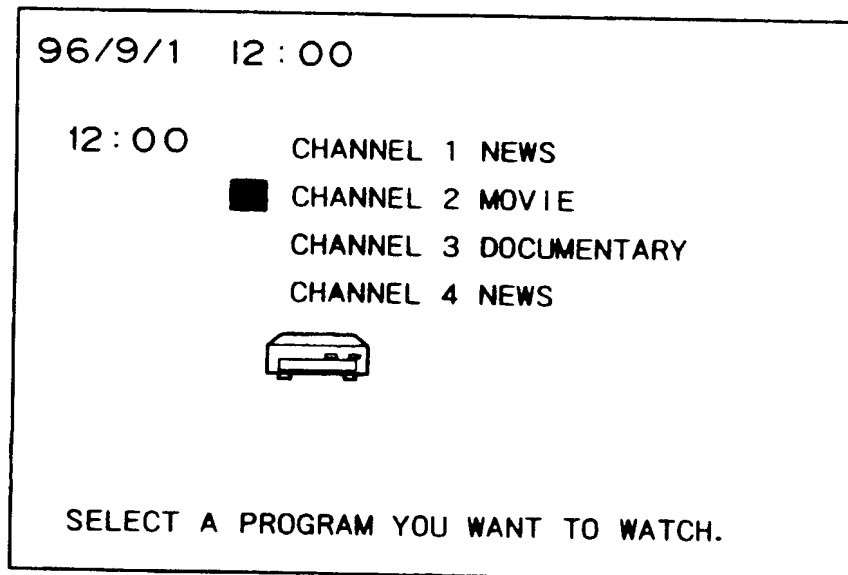 96/9/1 12:00
12:00 CHANNEL 1 NEWS
CHANNEL 2 MOVIE
CHANNEL 3 DOCUMENTARY
CHANNEL 4 NEWS
SELECT A PROGRAM YOU WANT TO WATCH.